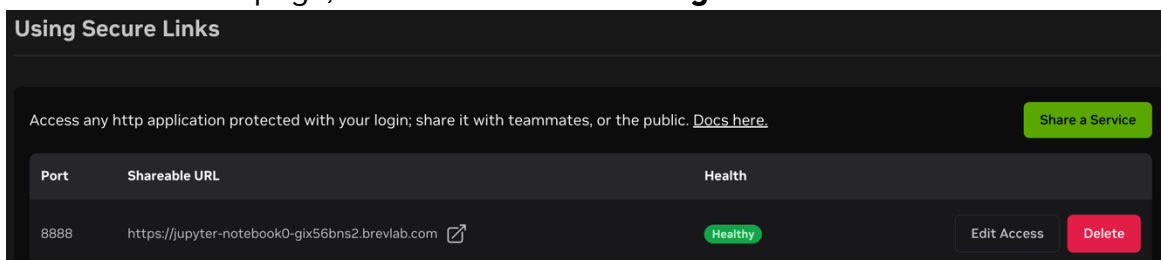 Using Secure Links
Access any http application protected with your login; share it with teammates, or the public. Docs here.
Share a Service
Port Shareable URL Health
8888 https://jupyter-notebook0-gix56bns2.brevlab.com Healthy Edit Access Delete